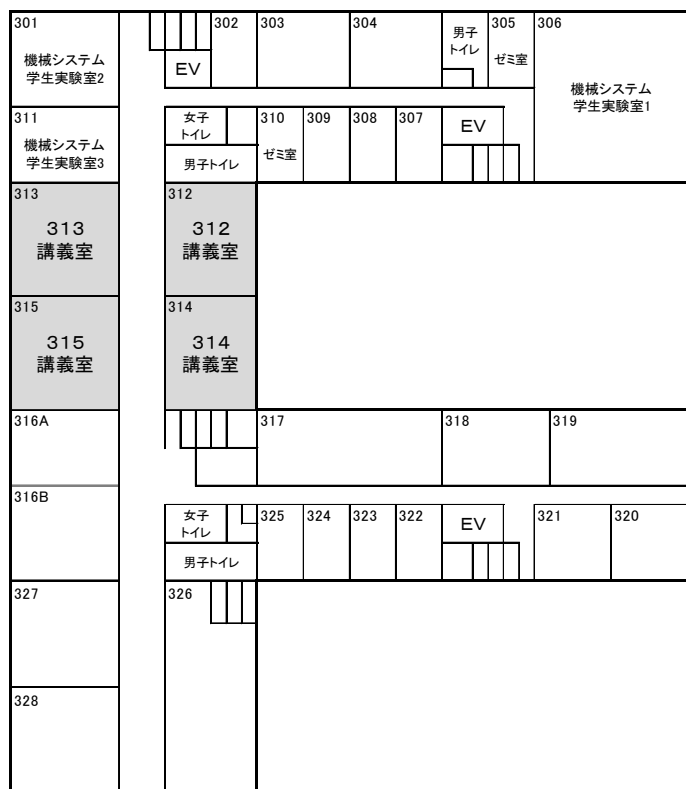 301
機械システム
学生実験室2
EV
302
303
304
男子
トイレ
305
ゼミ室
306
機械システム
学生実験室1
311
機械システム
学生実験室3
女子
トイレ
男子トイレ
310
ゼミ室
309
308
307
EV
313
313
講義室
312
312
講義室
315
315
講義室
314
314
講義室
316A
317
318
319
316B
女子
トイレ
男子トイレ
325
324
323
322
EV
321
320
327
326
328